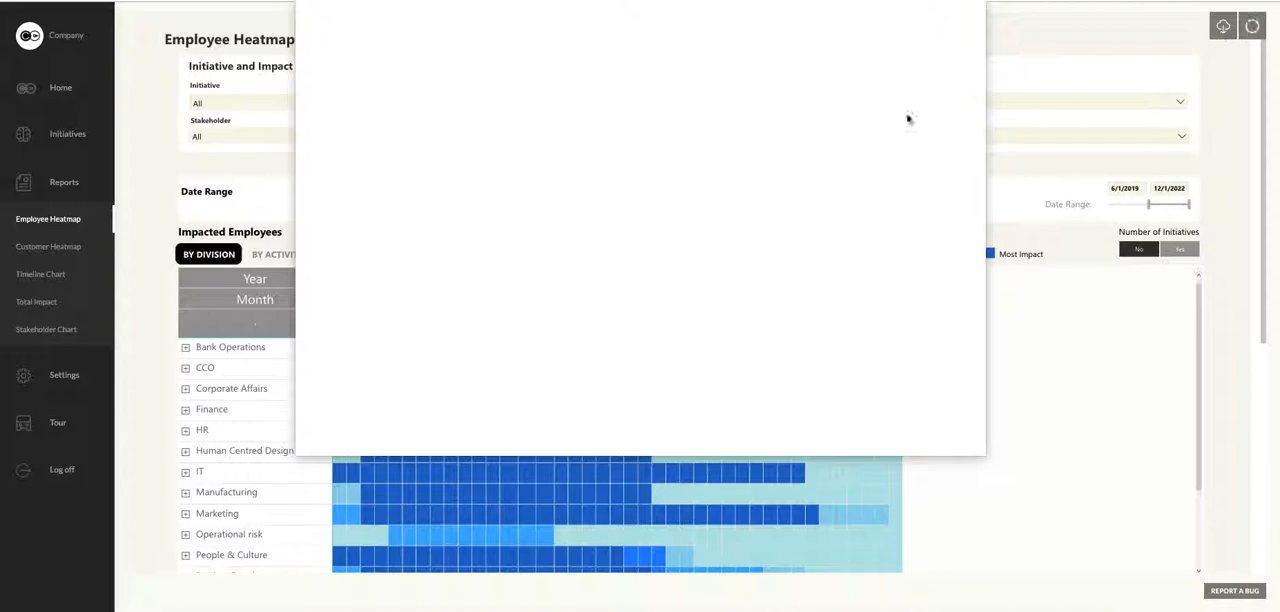 Company
Home
Initiatives
Reports
Employee Heatmap
Customer Heatmap
Timeline Chart
Total Impact
Stakeholder Chart
Settings
Tour
Log off
Employee Heatmap
Initiative and Impact
Initiative
All
Stakeholder
All
Date Range
6/1/2019 12/1/2022
Date Range:
Impacted Employees
Number of Initiatives
BY DIVISION BY ACTIVI
Most Impact
No Yes
Year
Month
Bank Operations
CCO
Corporate Affairs
Finance
HR
Human Centred Design
IT
Manufacturing
Marketing
Operational risk
People & Culture
REPORT A BUG